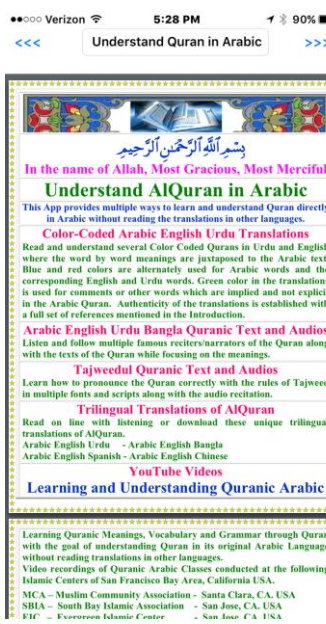 Verizon 5:28 PM 90%
<<< Understand Quran in Arabic >>>
بِسْمِ ٱللَّهِ ٱلرَّحْمَٰنِ ٱلرَّحِيمِ
In the name of Allah, Most Gracious, Most Merciful
Understand AlQuran in Arabic
This App provides multiple ways to learn and understand Quran directly
in Arabic without reading the translations in other languages.
Color-Coded Arabic English Urdu Translations
Read and understand several Color Coded Qurans in Urdu and English
where the word by word meanings are juxtaposed to the Arabic text.
Blue and red colors are alternately used for Arabic words and the
corresponding English and Urdu words. Green color in the translations
is used for comments or other words which are implied and not explicit
in the Arabic Quran. Authenticity of the translations is established with
a full set of references mentioned in the Introduction.
Arabic English Urdu Bangla Quranic Text and Audios
Listen and follow multiple famous reciters/narrators of the Quran along
with the texts of the Quran while focusing on the meanings.
Tajweedul Quranic Text and Audios
Learn how to pronounce the Quran correctly with the rules of Tajweed
in multiple fonts and scripts along with the audio recitation.
Trilingual Translations of AlQuran
Read on line with listening or download these unique trilingual
translations of AlQuran.
Arabic English Urdu - Arabic English Bangla
Arabic English Spanish - Arabic English Chinese
YouTube Videos
Learning and Understanding Quranic Arabic
Learning Quranic Meanings, Vocabulary and Grammar through Quran
with the goal of understanding Quran in its original Arabic Language
without reading translations in other languages.
Video recordings of Quranic Arabic Classes conducted at the following
Islamic Centers of San Francisco Bay Area, California USA.
MCA – Muslim Community Association - Santa Clara, CA. USA
SBIA – South Bay Islamic Association - San Jose, CA. USA
EIC – Evergreen Islamic Center - San Jose, CA. USA